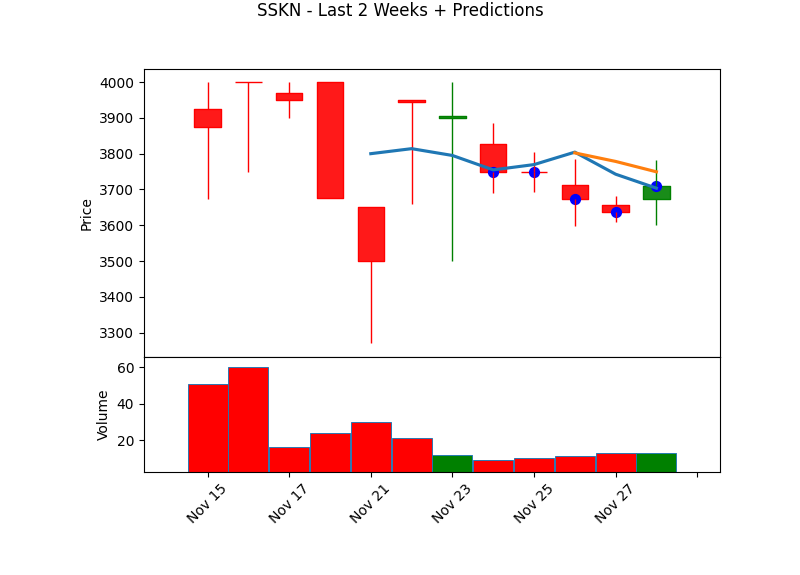 SSKN - Last 2 Weeks + Predictions
4000
3900
3800
3700
3600
3500
3400
3300
Price
60
40
20
Volume
Nov 15
Nov 17
Nov 21
Nov 23
Nov 25
Nov 27